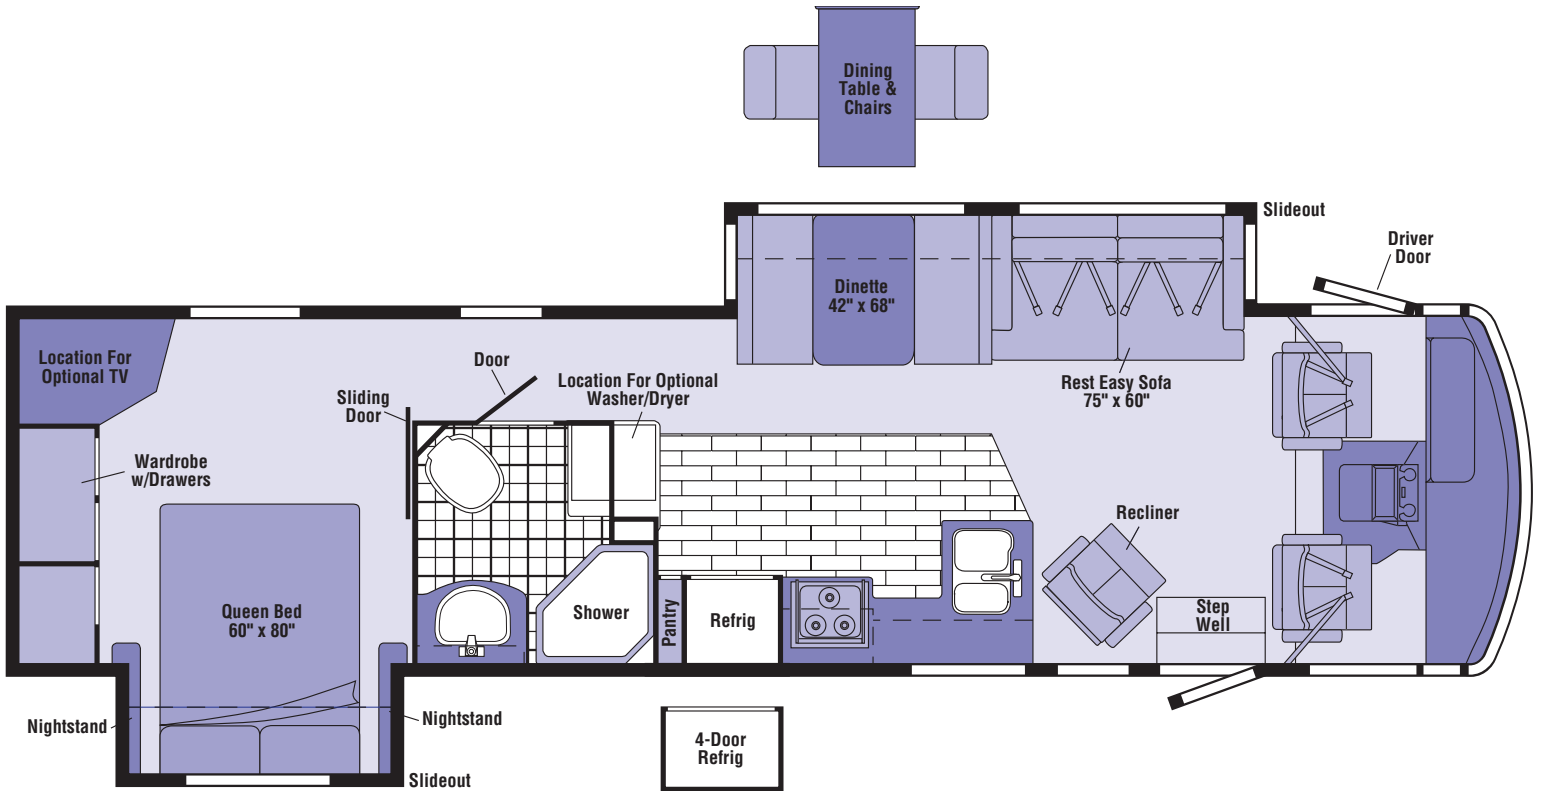 Dining
Table &
Chairs
Slideout
Driver
Door
Dinette
42" x 68"
Location For
Optional TV
Door
Location For Optional
Washer/Dryer
Rest Easy Sofa
75" x 60"
Sliding
Door
Wardrobe
w/Drawers
Recliner
Queen Bed
60" x 80"
Shower
Pantry
Refrig
Step
Well
Nightstand
Nightstand
4-Door
Refrig
Slideout